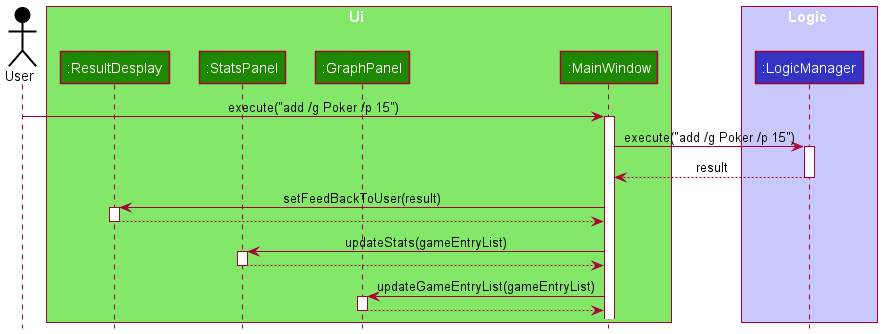 Ui
Logic
User
:ResultDesplay
:StatsPanel
:GraphPanel
:MainWindow
:LogicManager
execute("add /g Poker /p 15")
execute("add /g Poker /p 15")
result
setFeedBackToUser(result)
updateStats(gameEntryList)
updateGameEntryList(gameEntryList)